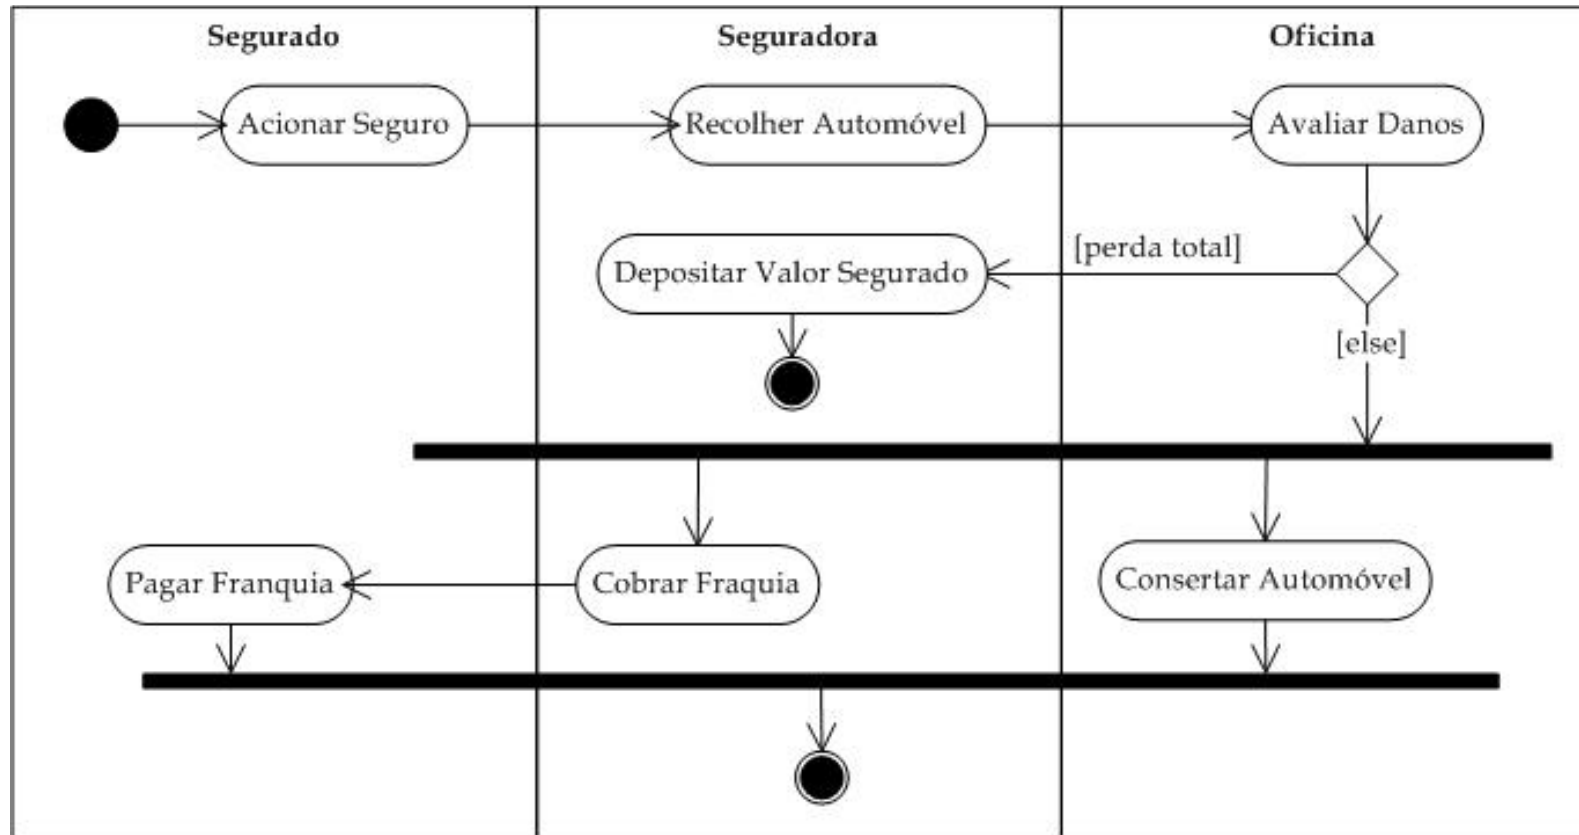 Segurado
Seguradora
Oficina
Acionar Seguro
Recolher Automóvel
Avaliar Danos
[perda total]
Depositar Valor Segurado
[else]
Pagar Franquia
Cobrar Fraquia
Consertar Automóvel